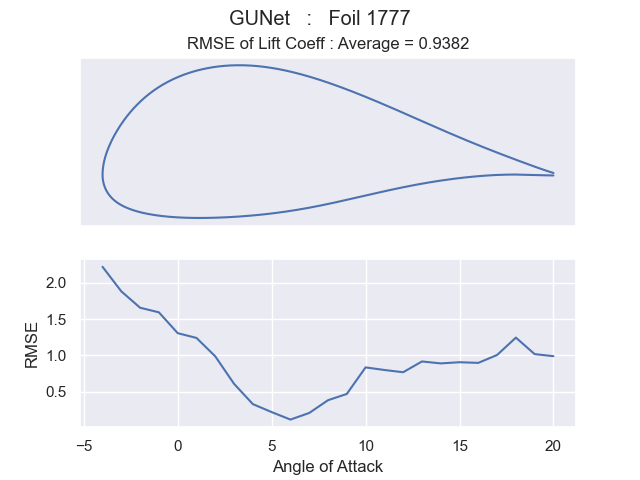 GUNet : Foil 1777
RMSE of Lift Coeff : Average = 0.9382
2.0
1.5
1.0
0.5
RMSE
−5 0 5 10 15 20
Angle of Attack